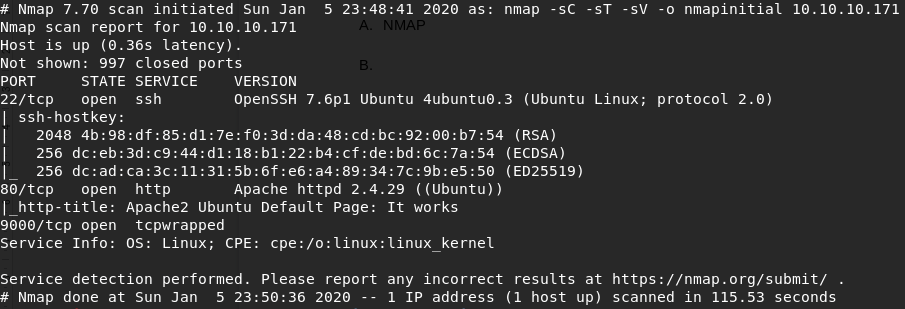 # Nmap 7.70 scan initiated Sun Jan  5 23:48:41 2020 as: nmap -sC -sT -sV -o nmapinitial 10.10.10.171
Nmap scan report for 10.10.10.171
A. NMAP
Host is up (0.36s latency).
Not shown: 997 closed ports
B.
PORT     STATE SERVICE    VERSION
22/tcp   open  ssh        OpenSSH 7.6p1 Ubuntu 4ubuntu0.3 (Ubuntu Linux; protocol 2.0)
| ssh-hostkey:
|   2048 4b:98:df:85:d1:7e:f0:3d:da:48:cd:bc:92:00:b7:54 (RSA)
|   256 dc:eb:3d:c9:44:d1:18:b1:22:b4:cf:de:bd:6c:7a:54 (ECDSA)
|_  256 dc:ad:ca:3c:11:31:5b:6f:e6:a4:89:34:7c:9b:e5:50 (ED25519)
80/tcp   open  http       Apache httpd 2.4.29 ((Ubuntu))
|_http-title: Apache2 Ubuntu Default Page: It works
9000/tcp open  tcpwrapped
Service Info: OS: Linux; CPE: cpe:/o:linux:linux_kernel
Service detection performed. Please report any incorrect results at https://nmap.org/submit/ .
# Nmap done at Sun Jan  5 23:50:36 2020 -- 1 IP address (1 host up) scanned in 115.53 seconds